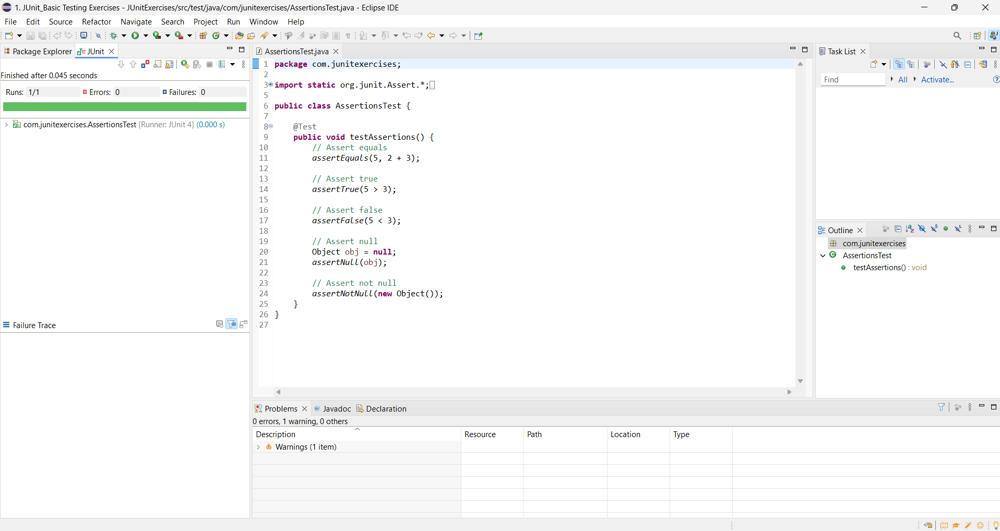 1. JUnit_Basic Testing Exercises - JUnitExercises/src/test/java/com/junitexercises/AssertionsTest.java - Eclipse IDE
File Edit Source Refactor Navigate Search Project Run Window Help
Package Explorer JUnit
Finished after 0.045 seconds
Runs: 1/1 Errors: 0 Failures: 0
com.junitexercises.AssertionsTest [Runner: JUnit 4] (0.000 s)
Failure Trace
AssertionsTest.java
1 package com.junitexercises;
2
3 import static org.junit.Assert.*;
5
6 public class AssertionsTest {
7
8 @Test
9 public void testAssertions() {
10 // Assert equals
11 assertEquals(5, 2 + 3);
12
13 // Assert true
14 assertTrue(5 > 3);
15
16 // Assert false
17 assertFalse(5 < 3);
18
19 // Assert null
20 Object obj = null;
21 assertNull(obj);
22
23 // Assert not null
24 assertNotNull(new Object());
25 }
26 }
27
Task List
Find All Activate...
Outline
com.junitexercises
AssertionsTest
testAssertions() : void
Problems @ Javadoc Declaration
0 errors, 1 warning, 0 others
Description Resource Path Location Type
Warnings (1 item)